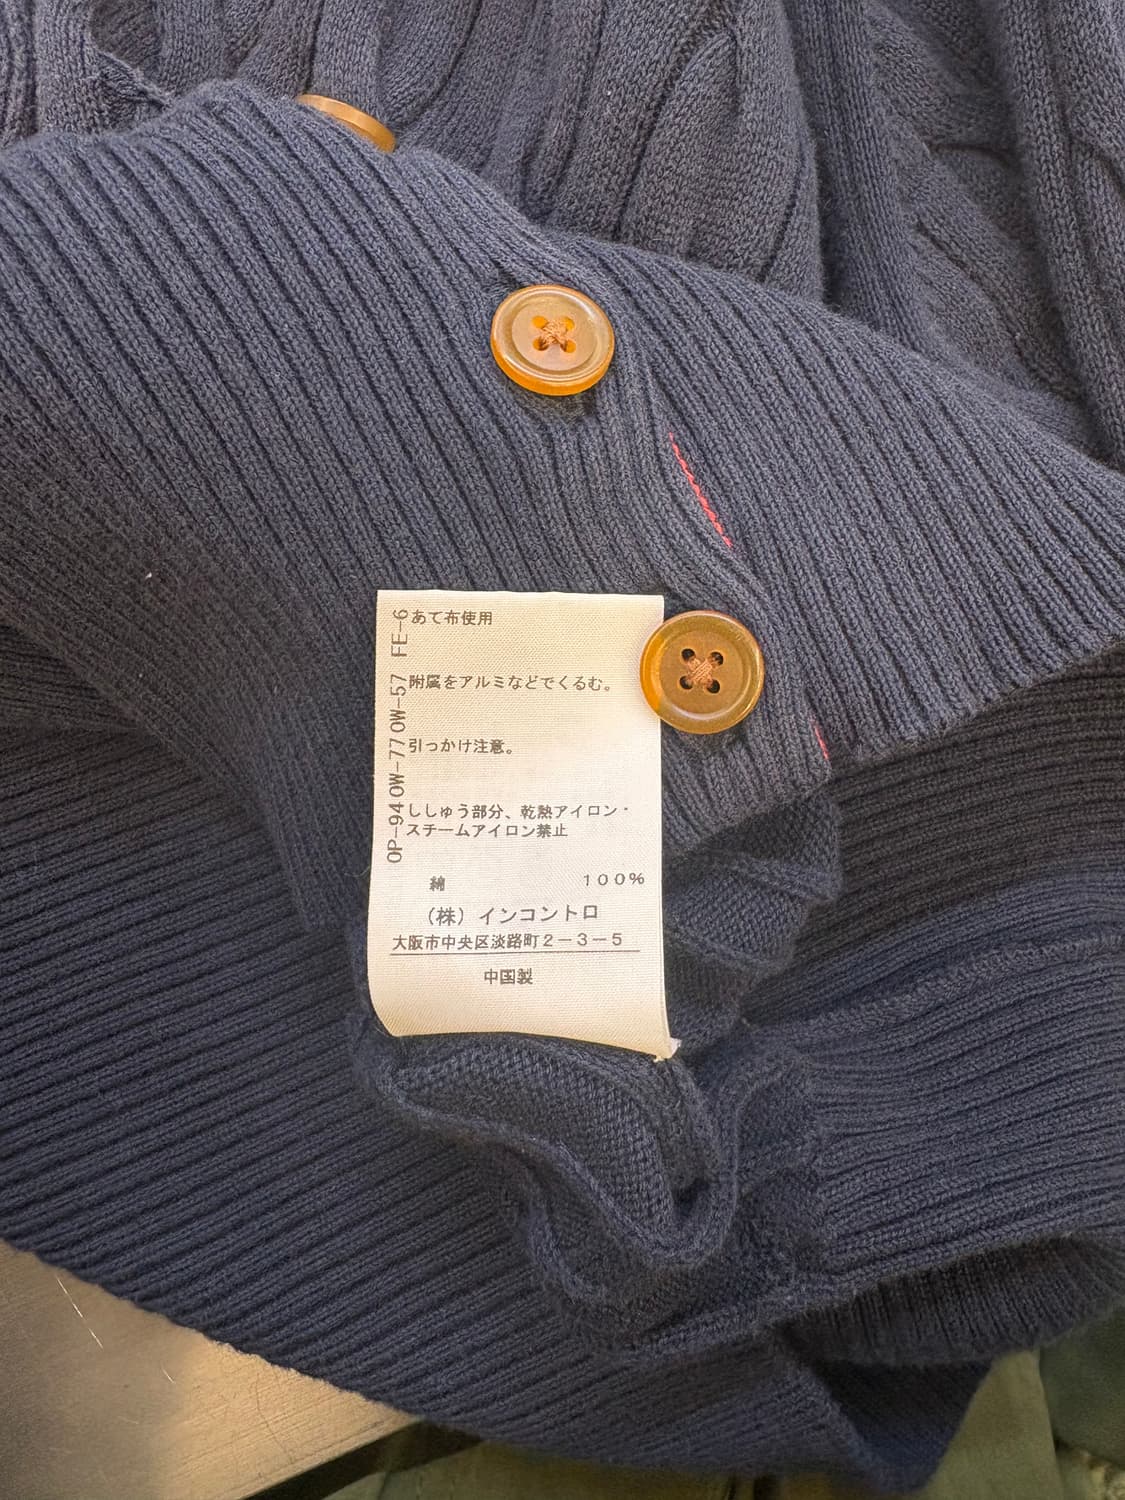 FE-6 あて布使用
0W-57 附属をアルミなどでくるむ。
0W-77 引っかけ注意。
0P-94 ししゅう部分、乾熱アイロン・
スチームアイロン禁止
綿 100%
(株)インコントロ
大阪市中央区淡路町2-3-5
中国製